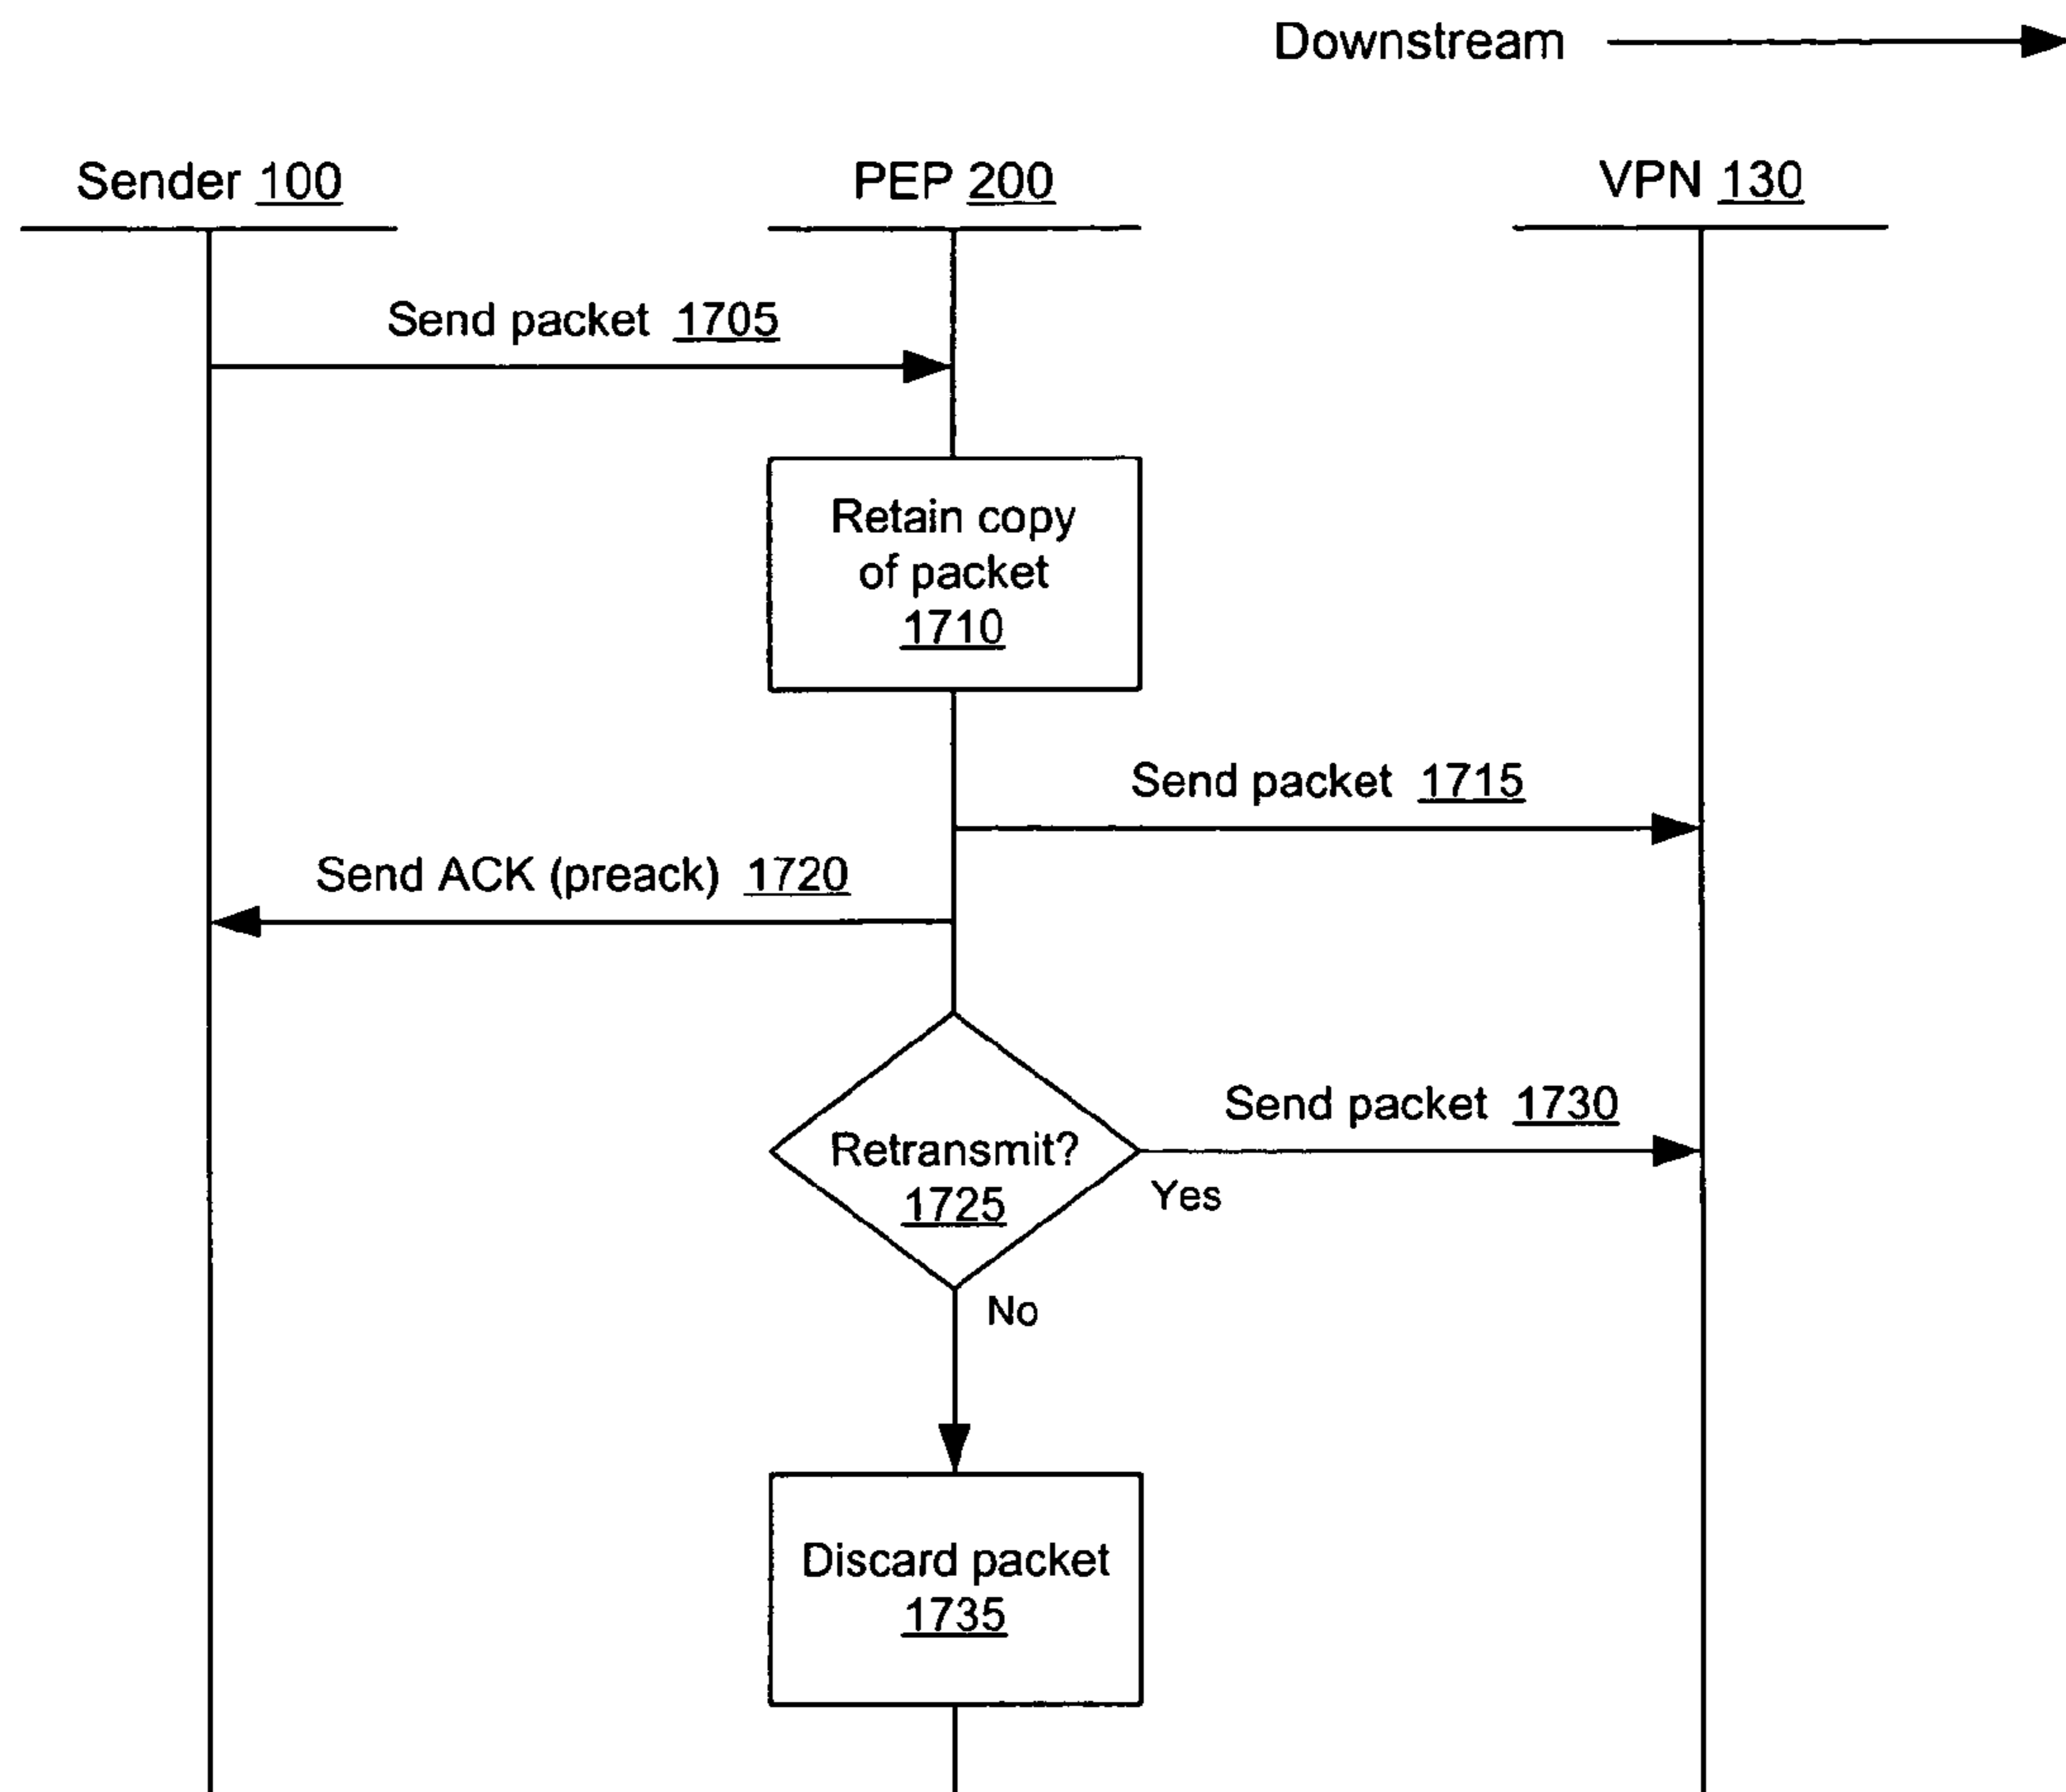 Downstream
Sender 100
PEP 200
VPN 130
Send packet 1705
Retain copy
of packet
1710
Send packet 1715
Send ACK (preack) 1720
Send packet 1730
Retransmit?
1725
Yes
No
Discard packet
1735